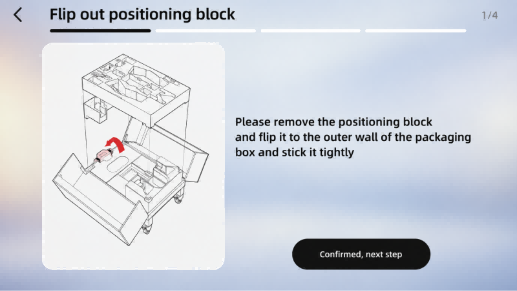 Flip out positioning block
1/4
Please remove the positioning block
and flip it to the outer wall of the packaging
box and stick it tightly
Confirmed, next step